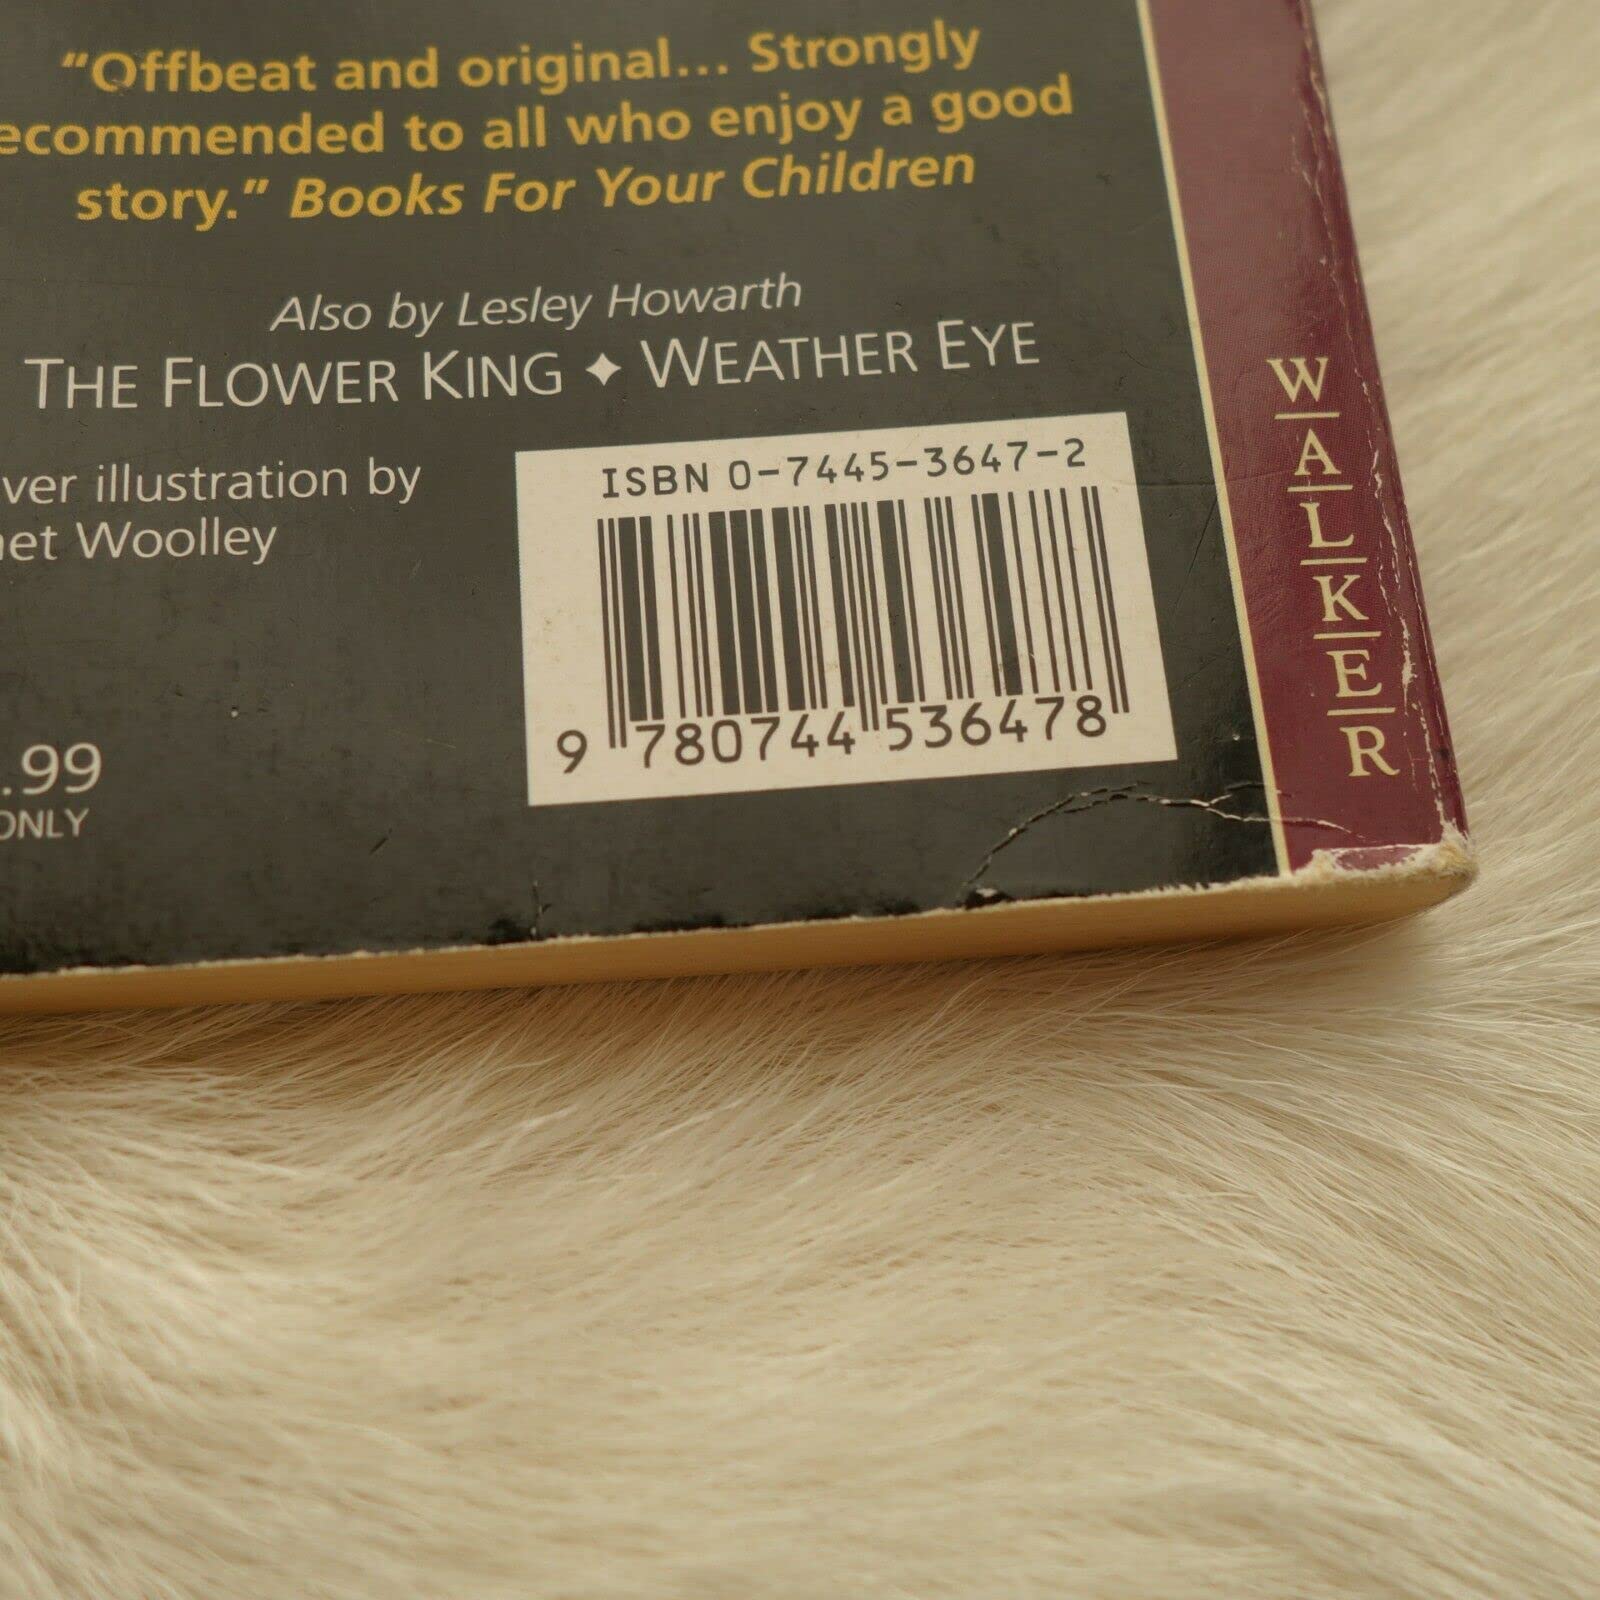 "Offbeat and original... Strongly
ecommended to all who enjoy a good
story." Books For Your Children
Also by Lesley Howarth
THE FLOWER KING ✦ WEATHER EYE
ver illustration by
net Woolley
ISBN 0-7445-3647-2
9 780744 536478
.99
ONLY
WALKER